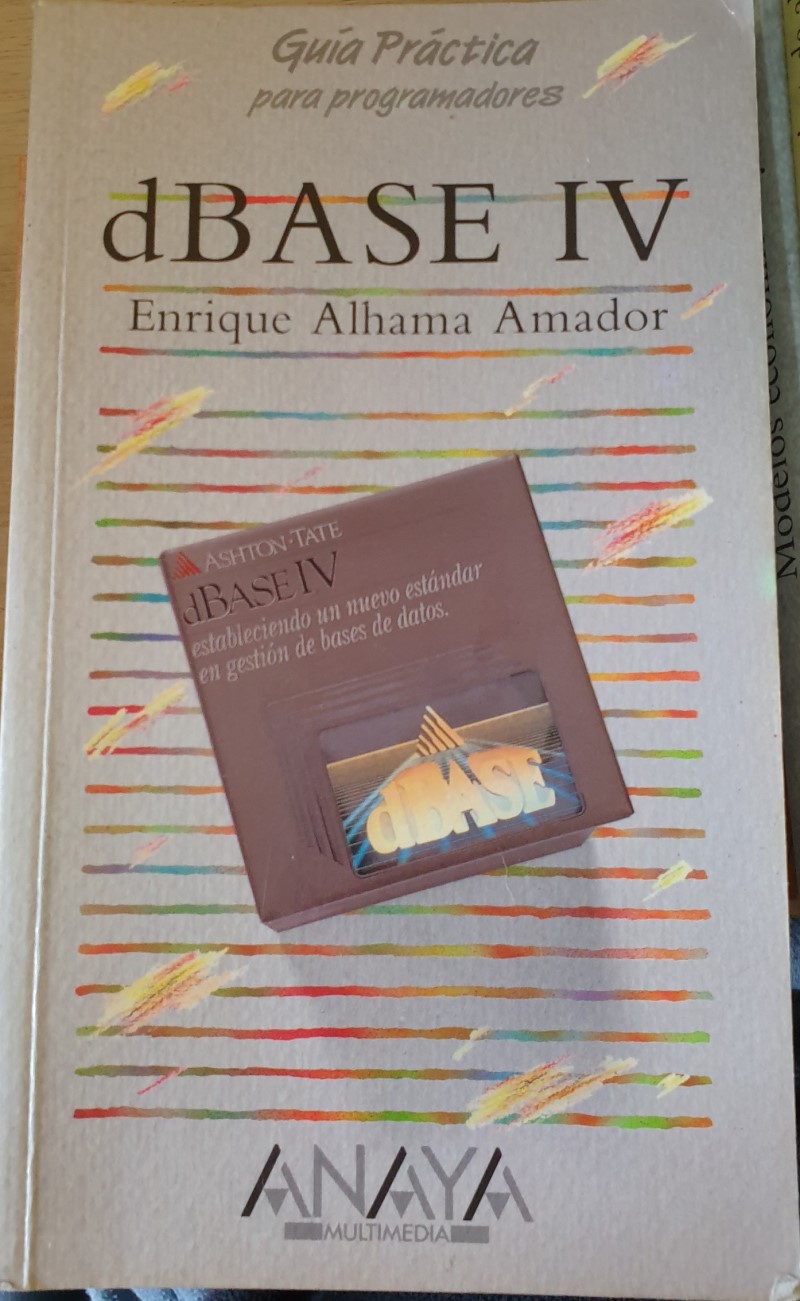 Guía Práctica
para programadores
dBASE IV
Enrique Alhama Amador
ASHTON·TATE
dBASE IV
estableciendo un nuevo estándar
en gestión de bases de datos.
dBASE
ANAYA
MULTIMEDIA
Modelos